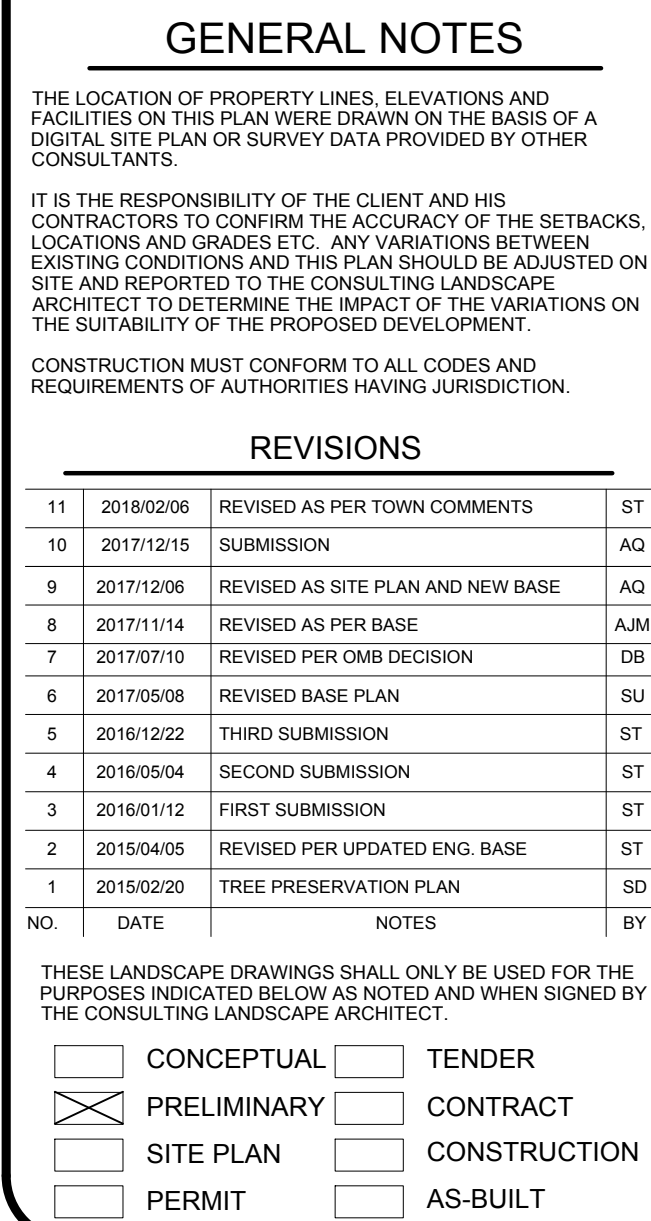 GENERAL NOTES
THE LOCATION OF PROPERTY LINES, ELEVATIONS AND
FACILITIES ON THIS PLAN WERE DRAWN ON THE BASIS OF A
DIGITAL SITE PLAN OR SURVEY DATA PROVIDED BY OTHER
CONSULTANTS.
IT IS THE RESPONSIBILITY OF THE CLIENT AND HIS
CONTRACTORS TO CONFIRM THE ACCURACY OF THE SETBACKS,
LOCATIONS AND GRADES ETC. ANY VARIATIONS BETWEEN
EXISTING CONDITIONS AND THIS PLAN SHOULD BE ADJUSTED ON
SITE AND REPORTED TO THE CONSULTING LANDSCAPE
ARCHITECT TO DETERMINE THE IMPACT OF THE VARIATIONS ON
THE SUITABILITY OF THE PROPOSED DEVELOPMENT.
CONSTRUCTION MUST CONFORM TO ALL CODES AND
REQUIREMENTS OF AUTHORITIES HAVING JURISDICTION.
REVISIONS
11 2018/02/06 REVISED AS PER TOWN COMMENTS ST
10 2017/12/15 SUBMISSION AQ
9 2017/12/06 REVISED AS SITE PLAN AND NEW BASE AQ
8 2017/11/14 REVISED AS PER BASE AJM
7 2017/07/10 REVISED PER OMB DECISION DB
6 2017/05/08 REVISED BASE PLAN SU
5 2016/12/22 THIRD SUBMISSION ST
4 2016/05/04 SECOND SUBMISSION ST
3 2016/01/12 FIRST SUBMISSION ST
2 2015/04/05 REVISED PER UPDATED ENG. BASE ST
1 2015/02/20 TREE PRESERVATION PLAN SD
NO. DATE NOTES BY
THESE LANDSCAPE DRAWINGS SHALL ONLY BE USED FOR THE
PURPOSES INDICATED BELOW AS NOTED AND WHEN SIGNED BY
THE CONSULTING LANDSCAPE ARCHITECT.
CONCEPTUAL TENDER
PRELIMINARY CONTRACT
SITE PLAN CONSTRUCTION
PERMIT AS-BUILT